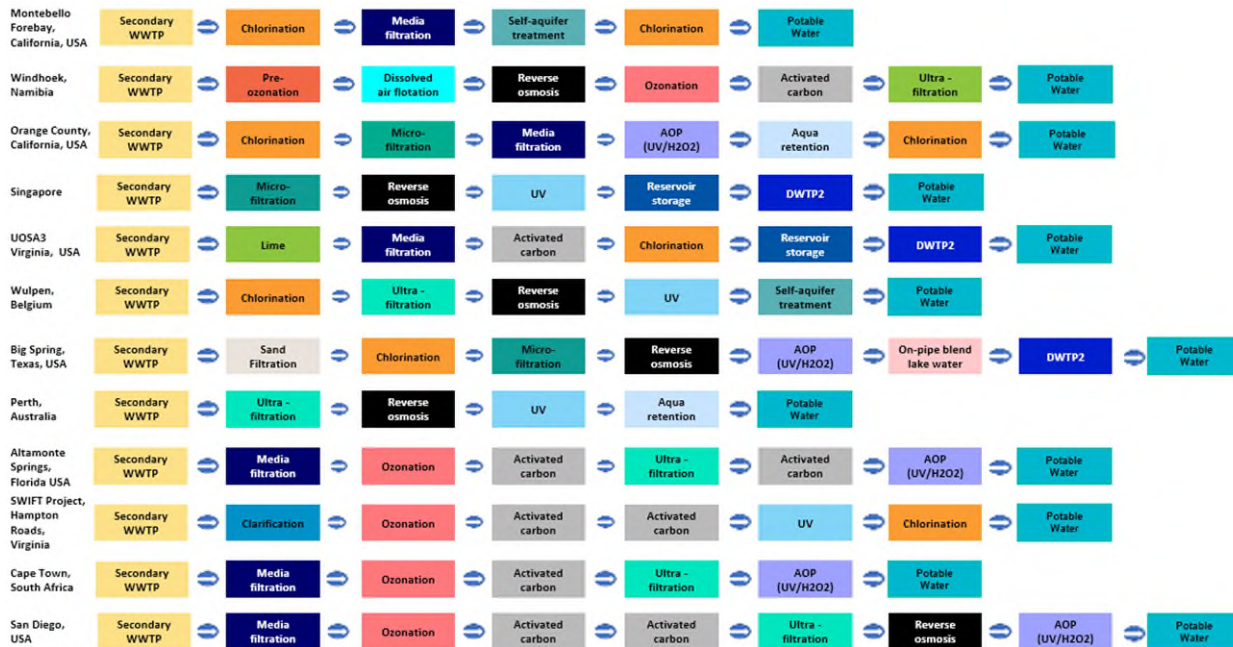 Montebello
Forebay,
California, USA
Secondary
WWTP
Chlorination
Media
filtration
Self-aquifer
treatment
Chlorination
Potable
Water
Windhoek,
Namibia
Secondary
WWTP
Pre-
ozonation
Dissolved
air flotation
Reverse
osmosis
Ozonation
Activated
carbon
Ultra -
filtration
Potable
Water
Orange County,
California, USA
Secondary
WWTP
Chlorination
Micro-
filtration
Media
filtration
AOP
(UV/H2O2)
Aqua
retention
Chlorination
Potable
Water
Singapore
Secondary
WWTP
Micro-
filtration
Reverse
osmosis
UV
Reservoir
storage
DWTP2
Potable
Water
UOSA3
Virginia, USA
Secondary
WWTP
Lime
Media
filtration
Activated
carbon
Chlorination
Reservoir
storage
DWTP2
Potable
Water
Wulpen,
Belgium
Secondary
WWTP
Chlorination
Ultra -
filtration
Reverse
osmosis
UV
Self-aquifer
treatment
Potable
Water
Big Spring,
Texas, USA
Secondary
WWTP
Sand
Filtration
Chlorination
Micro-
filtration
Reverse
osmosis
AOP
(UV/H2O2)
On-pipe blend
lake water
DWTP2
Potable
Water
Perth,
Australia
Secondary
WWTP
Ultra -
filtration
Reverse
osmosis
UV
Aqua
retention
Potable
Water
Altamonte
Springs,
Florida USA
Secondary
WWTP
Media
filtration
Ozonation
Activated
carbon
Ultra -
filtration
Activated
carbon
AOP
(UV/H2O2)
Potable
Water
SWIFT Project,
Hampton
Roads,
Virginia
Secondary
WWTP
Clarification
Ozonation
Activated
carbon
Activated
carbon
UV
Chlorination
Potable
Water
Cape Town,
South Africa
Secondary
WWTP
Media
filtration
Ozonation
Activated
carbon
Ultra -
filtration
AOP
(UV/H2O2)
Potable
Water
San Diego,
USA
Secondary
WWTP
Media
filtration
Ozonation
Activated
carbon
Activated
carbon
Ultra -
filtration
Reverse
osmosis
AOP
(UV/H2O2)
Potable
Water